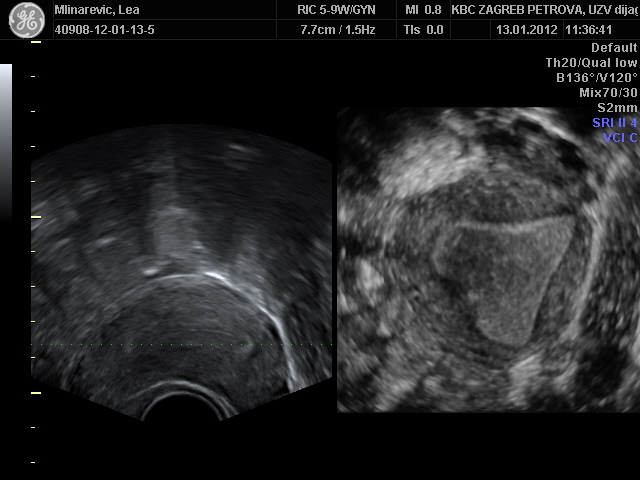 GE
Mlinarevic, Lea RIC 5-9W/GYN MI 0.8 KBC ZAGREB PETROVA, UZV dijag
40908-12-01-13-5 7.7cm / 1.5Hz TIs 0.0 13.01.2012 11:36:41
Default
Th20/Qual low
B136°/V120°
Mix70/30
S2mm
SRI II 4
VCI C